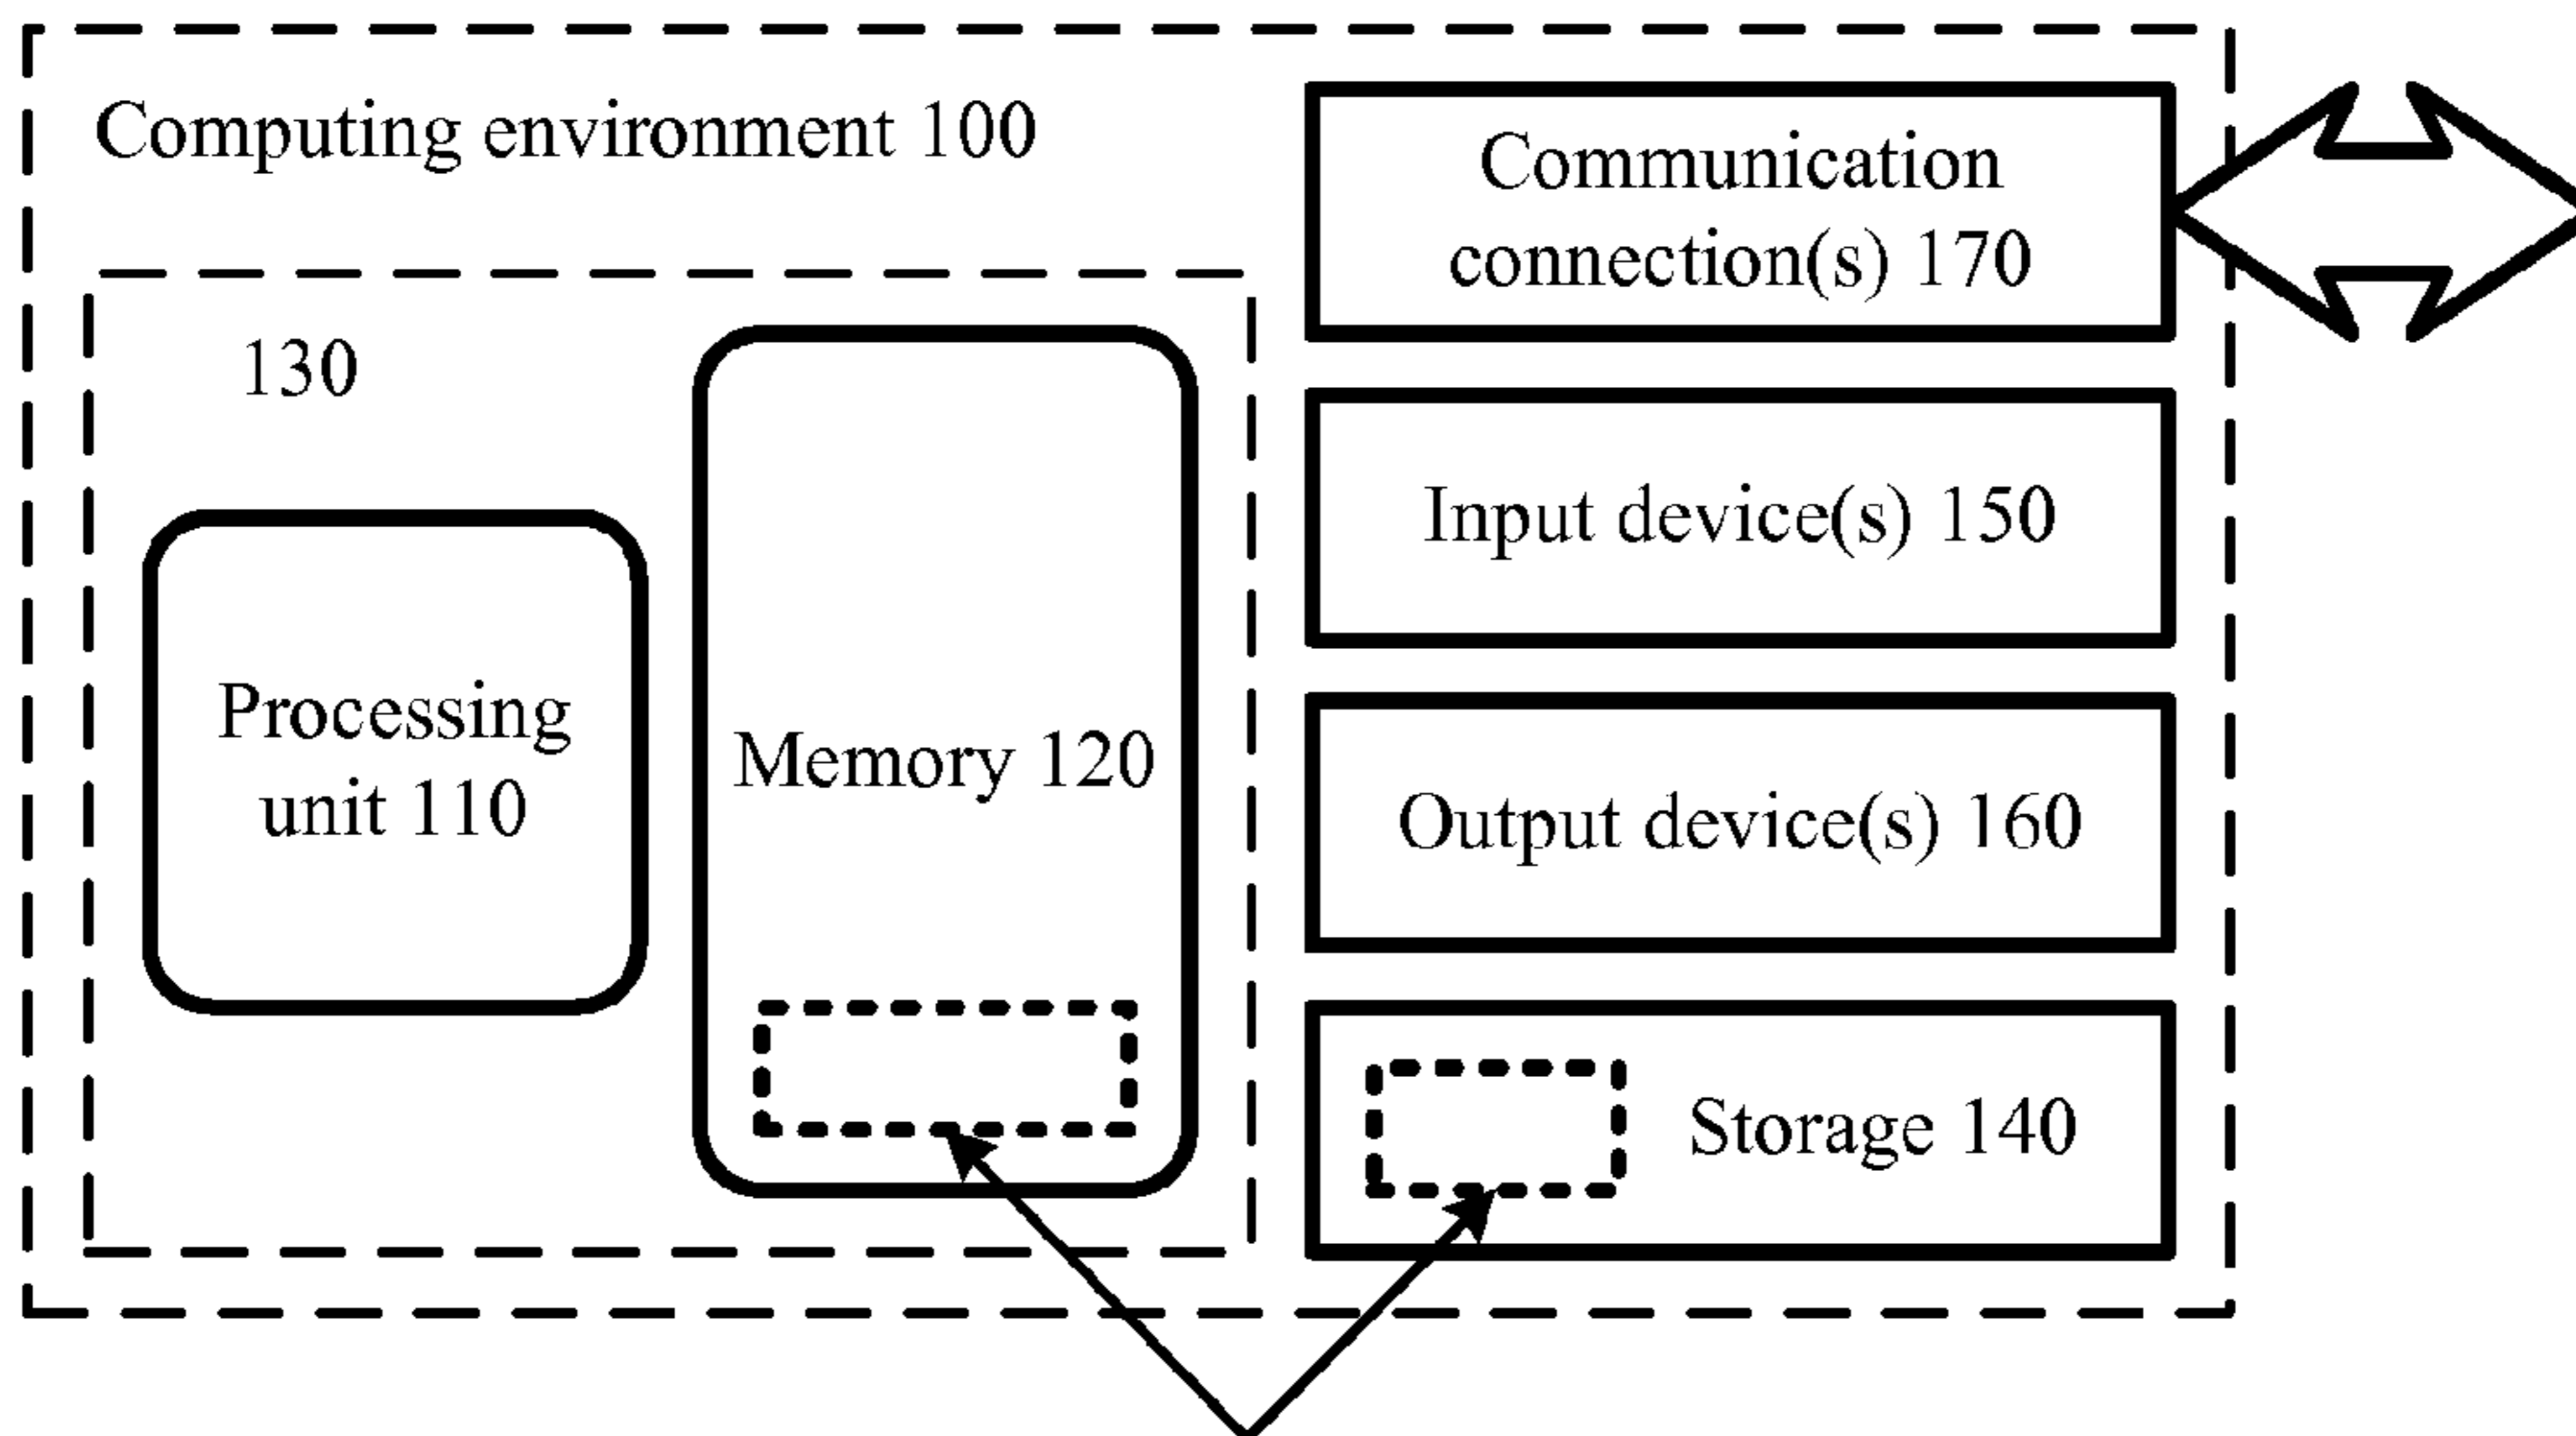 Computing environment 100
Communication
connection(s) 170
130
Input device(s) 150
Processing
unit 110
Memory 120
Output device(s) 160
Storage 140